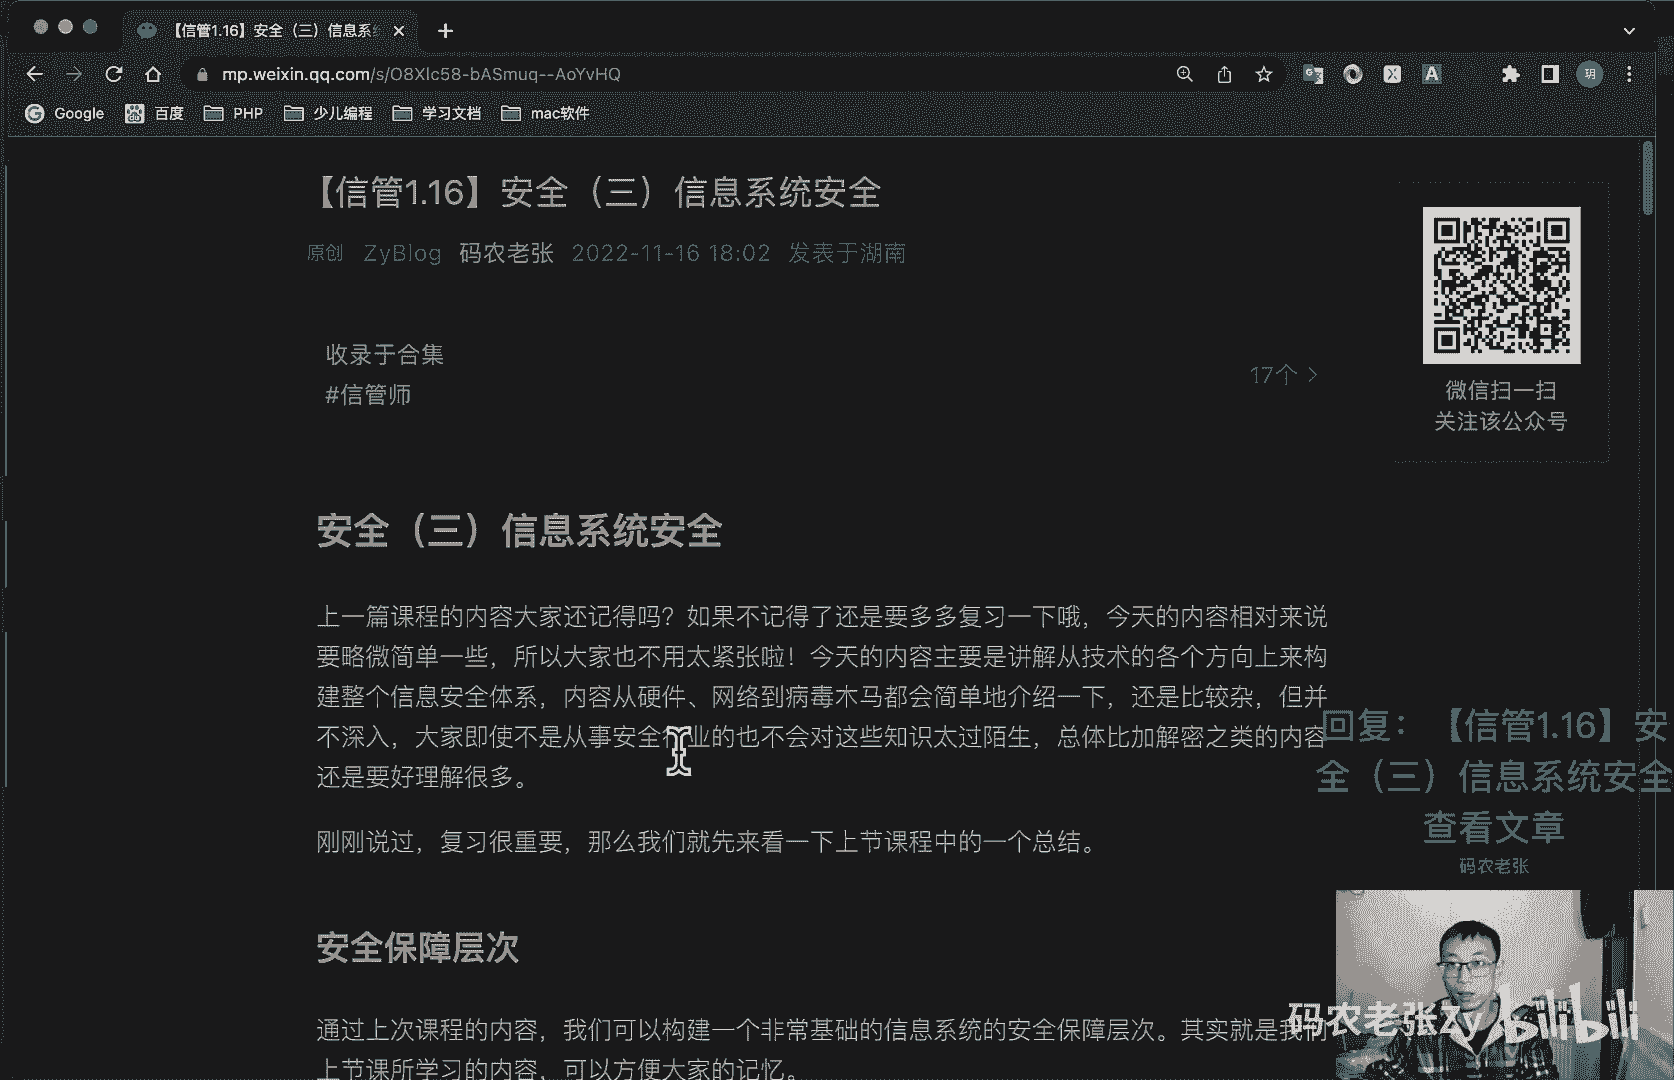 【信管1.16】安全（三）信息系统
mp.weixin.qq.com/s/O8Xlc58-bASmuq--AoYvHQ
玥
Google 百度 PHP 少儿编程 学习文档 mac软件
【信管1.16】安全（三）信息系统安全
原创 ZyBlog 码农老张 2022-11-16 18:02 发表于湖南
收录于合集
#信管师
17个
微信扫一扫
关注该公众号
安全（三）信息系统安全
上一篇课程的内容大家还记得吗？如果不记得了还是要多多复习一下哦，今天的内容相对来说
要略微简单一些，所以大家也不用太紧张啦！今天的内容主要是讲解从技术的各个方向上来构
建整个信息安全体系，内容从硬件、网络到病毒木马都会简单地介绍一下，还是比较杂，但并
不深入，大家即使不是从事安全行业的也不会对这些知识太过陌生，总体比加解密之类的内容
还是要好理解很多。
刚刚说过，复习很重要，那么我们就先来看一下上节课程中的一个总结。
安全保障层次
通过上次课程的内容，我们可以构建一个非常基础的信息系统的安全保障层次。其实就是我们
上节课所学习的内容，可以方便大家的记忆。
回复：【信管1.16】安
全（三）信息系统安全
查看文章
码农老张
码农老张Zy
bilibili